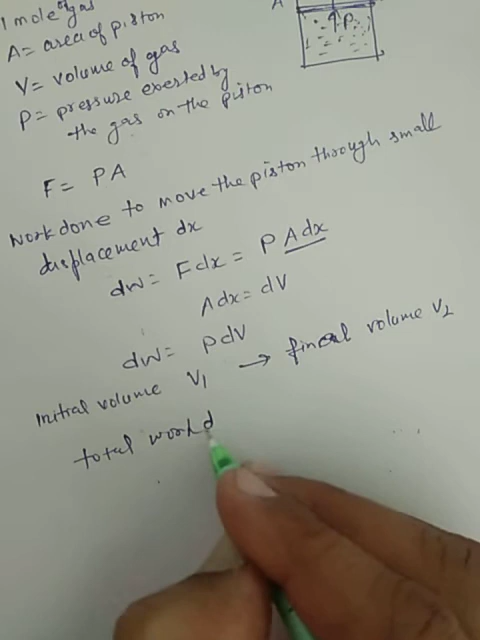 1 mole of gas
A
P
A = area of piston
V = volume of gas
P = pressure exerted by
the gas on the piston
F = PA
Work done to move the piston through small
displacement dx
dW = Fdx = P Adx
Adx = dV
dW = PdV
Initial volume V₁ → final volume V₂
total work d